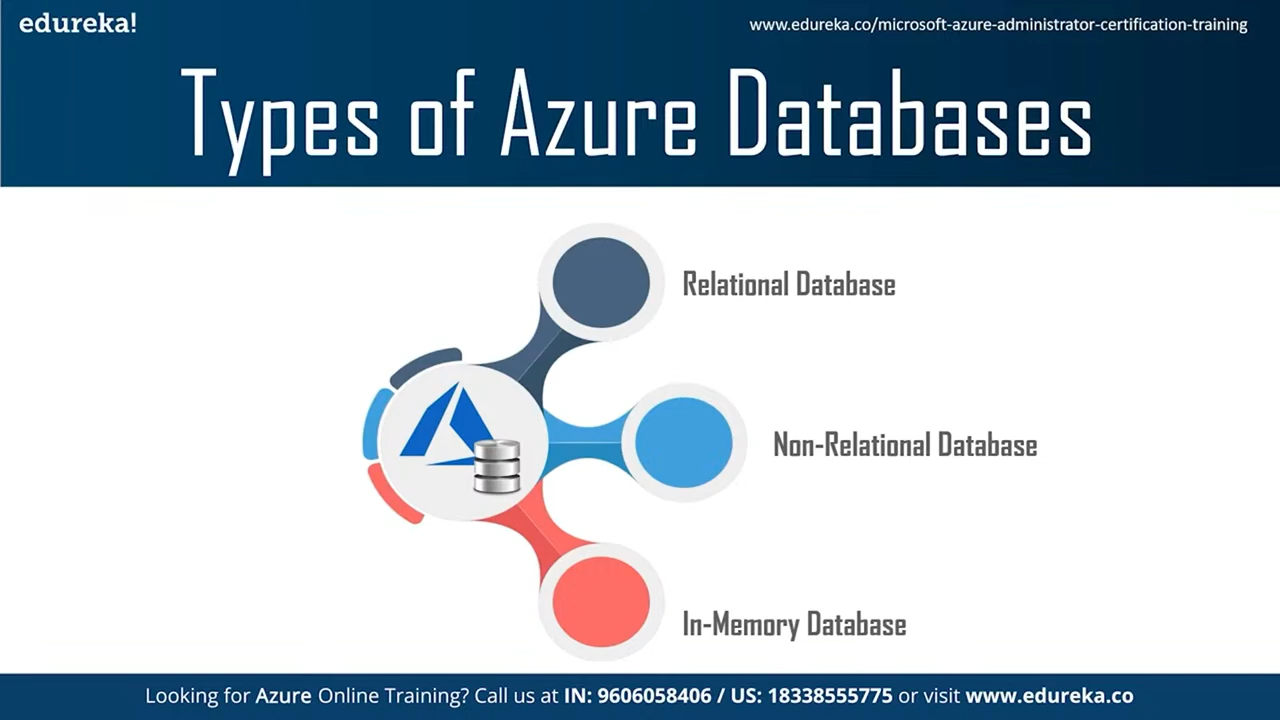 edureka!
www.edureka.co/microsoft-azure-administrator-certification-training
Types of Azure Databases
Relational Database
Non-Relational Database
In-Memory Database
Looking for Azure Online Training? Call us at IN: 9606058406 / US: 18338555775 or visit www.edureka.co